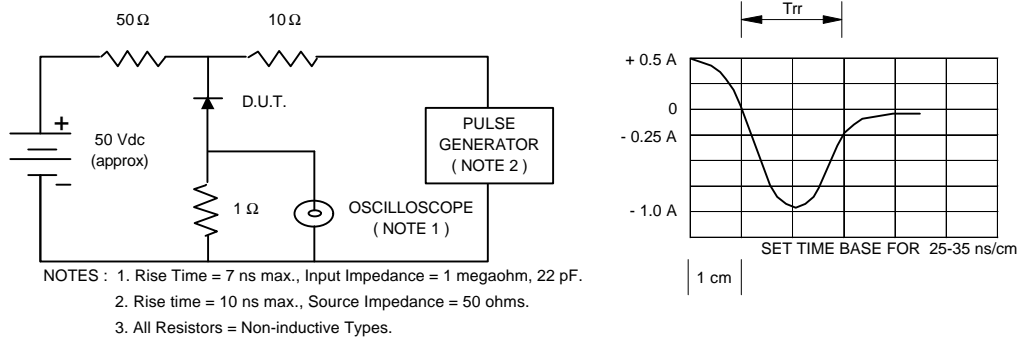 50 Ω
10 Ω
D.U.T.
+
50 Vdc
(approx)
−
1 Ω
OSCILLOSCOPE
( NOTE 1 )
PULSE
GENERATOR
( NOTE 2 )
NOTES : 1. Rise Time = 7 ns max., Input Impedance = 1 megaohm, 22 pF.
2. Rise time = 10 ns max., Source Impedance = 50 ohms.
3. All Resistors = Non-inductive Types.
Trr
+ 0.5 A
0
- 0.25 A
- 1.0 A
SET TIME BASE FOR 25-35 ns/cm
1 cm